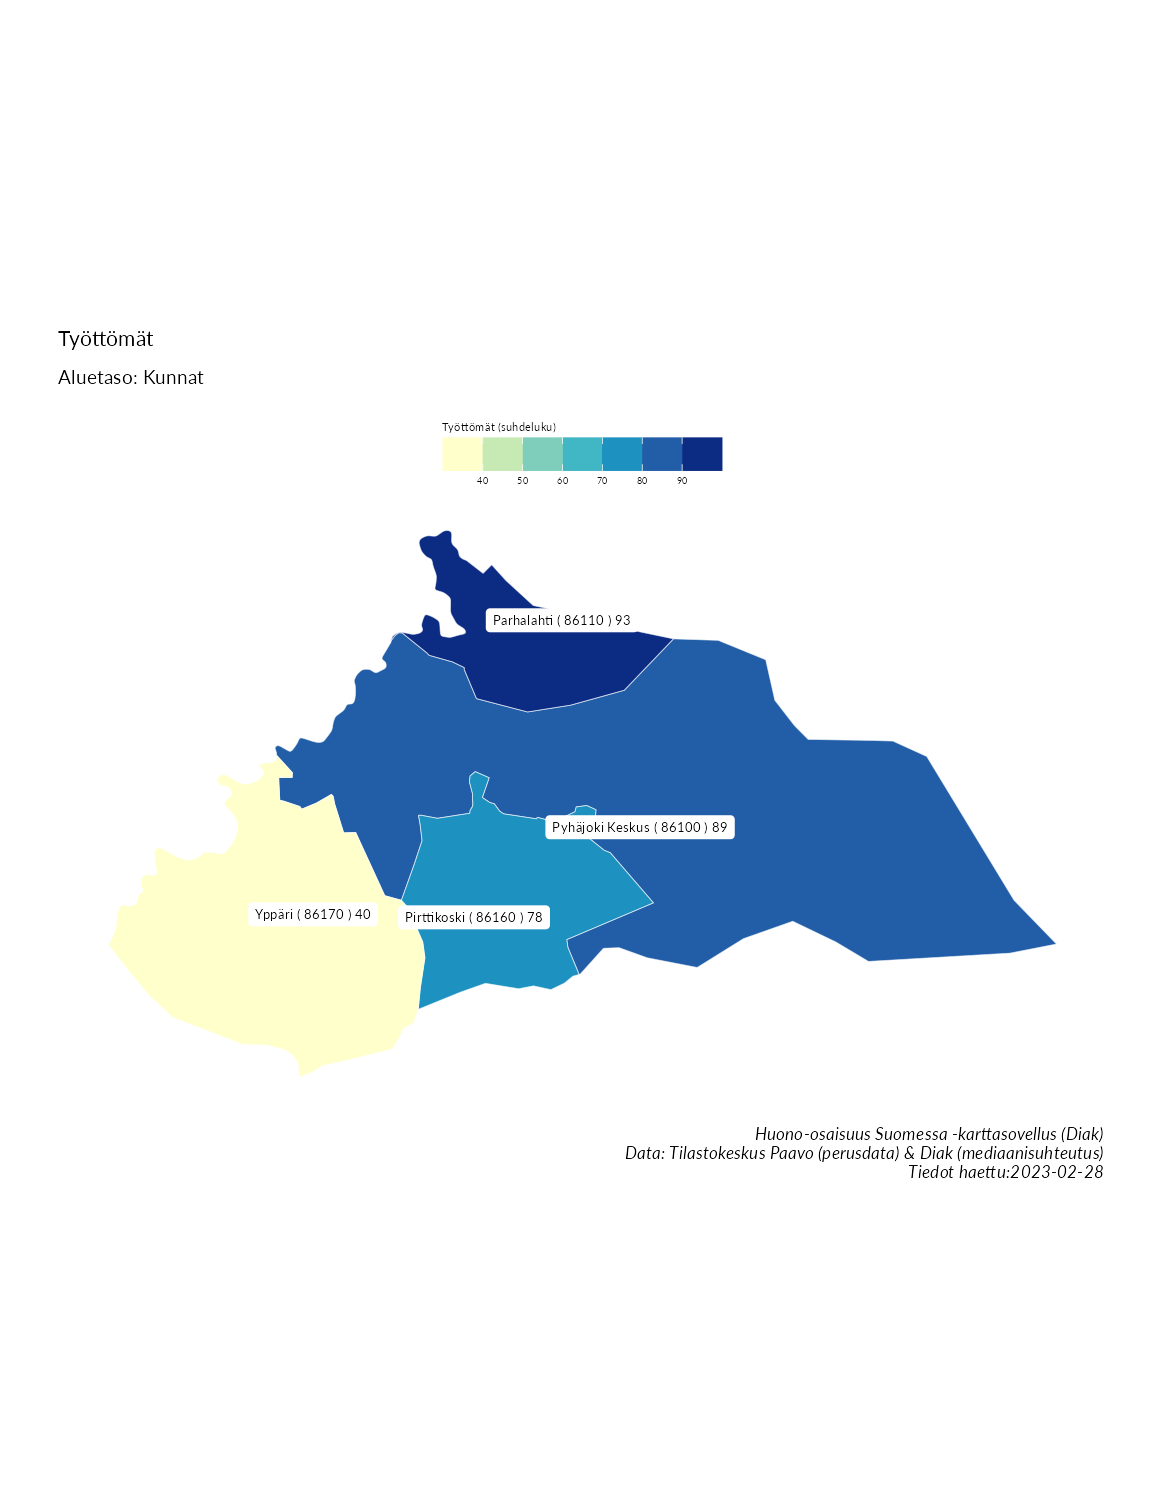 Työttömät
Aluetaso: Kunnat
Työttömät (suhdeluku)
40 50 60 70 80 90
Parhalahti ( 86110 ) 93
Pyhäjoki Keskus ( 86100 ) 89
Yppäri ( 86170 ) 40
Pirttikoski ( 86160 ) 78
Huono-osaisuus Suomessa -karttasovellus (Diak)
Data: Tilastokeskus Paavo (perusdata) & Diak (mediaanisuhteutus)
Tiedot haettu:2023-02-28